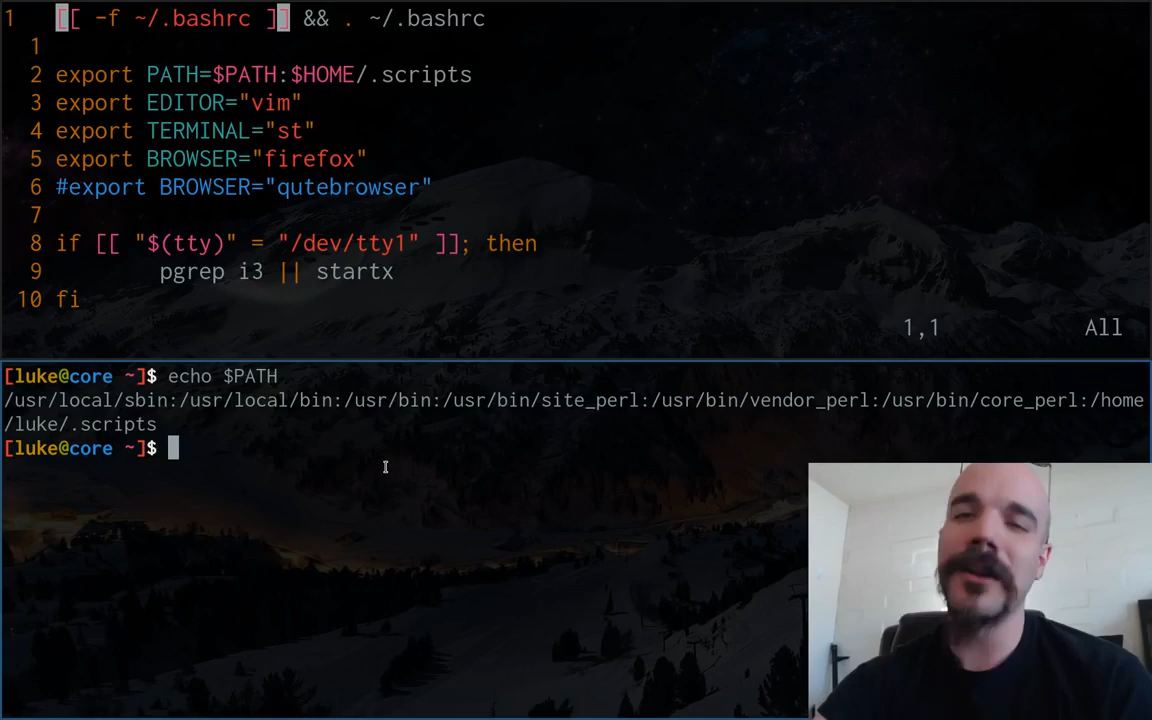 1 [[ -f ~/.bashrc ]] && . ~/.bashrc
1
2 export PATH=$PATH:$HOME/.scripts
3 export EDITOR="vim"
4 export TERMINAL="st"
5 export BROWSER="firefox"
6 #export BROWSER="qutebrowser"
7
8 if [[ "$(tty)" = "/dev/tty1" ]]; then
9 pgrep i3 || startx
10 fi
1,1 All
[luke@core ~]$ echo $PATH
/usr/local/sbin:/usr/local/bin:/usr/bin:/usr/bin/site_perl:/usr/bin/vendor_perl:/usr/bin/core_perl:/home
/luke/.scripts
[luke@core ~]$